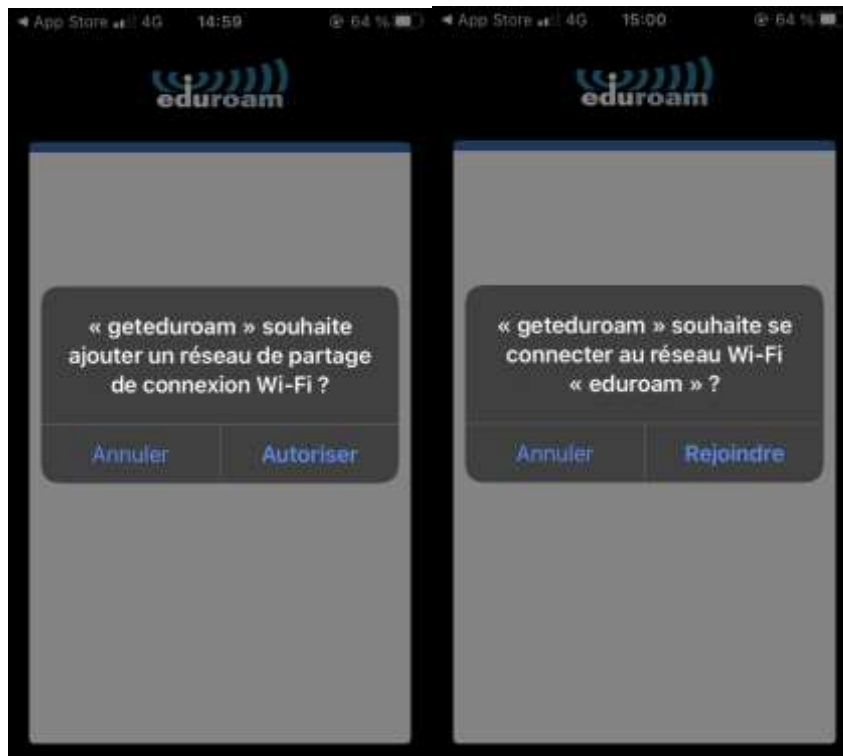 App Store 4G 14:59 64 %
eduroam
« geteduroam » souhaite
ajouter un réseau de partage
de connexion Wi-Fi ?
Annuler Autoriser
App Store 4G 15:00 64 %
eduroam
« geteduroam » souhaite se
connecter au réseau Wi-Fi
« eduroam » ?
Annuler Rejoindre